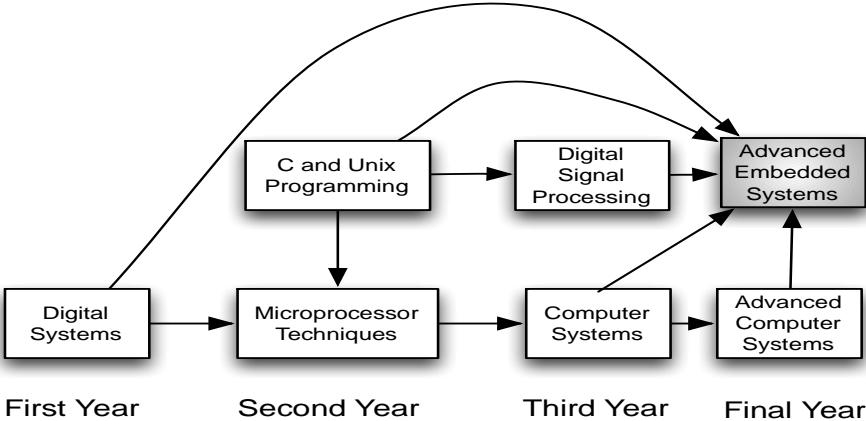 C and Unix
Programming
Digital
Signal
Processing
Advanced
Embedded
Systems
Digital
Systems
Microprocessor
Techniques
Computer
Systems
Advanced
Computer
Systems
First Year
Second Year
Third Year
Final Year